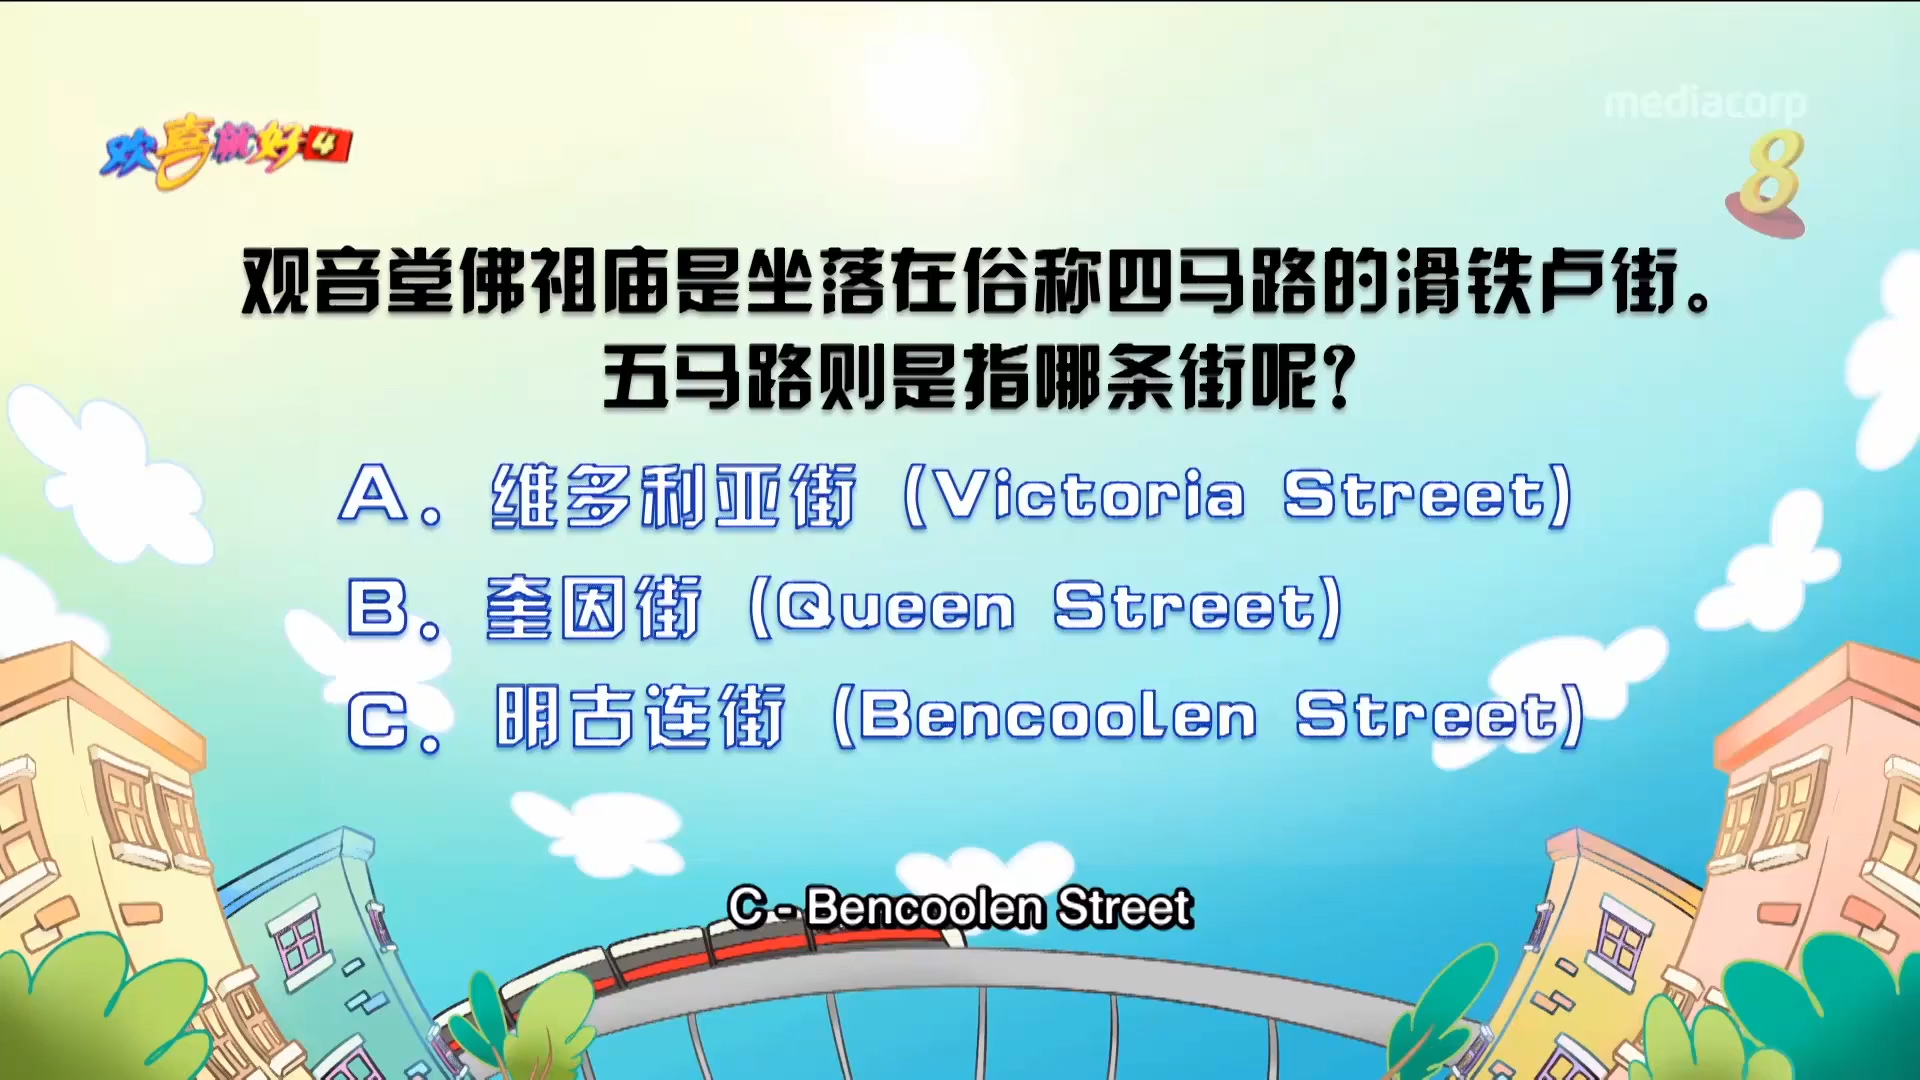 mediacorp
欢喜就好4
8
观音堂佛祖庙是坐落在俗称四马路的滑铁卢街。
五马路则是指哪条街呢?
A. 维多利亚街 (Victoria Street)
B. 奎因街 (Queen Street)
C. 明古连街 (Bencoolen Street)
C - Bencoolen Street